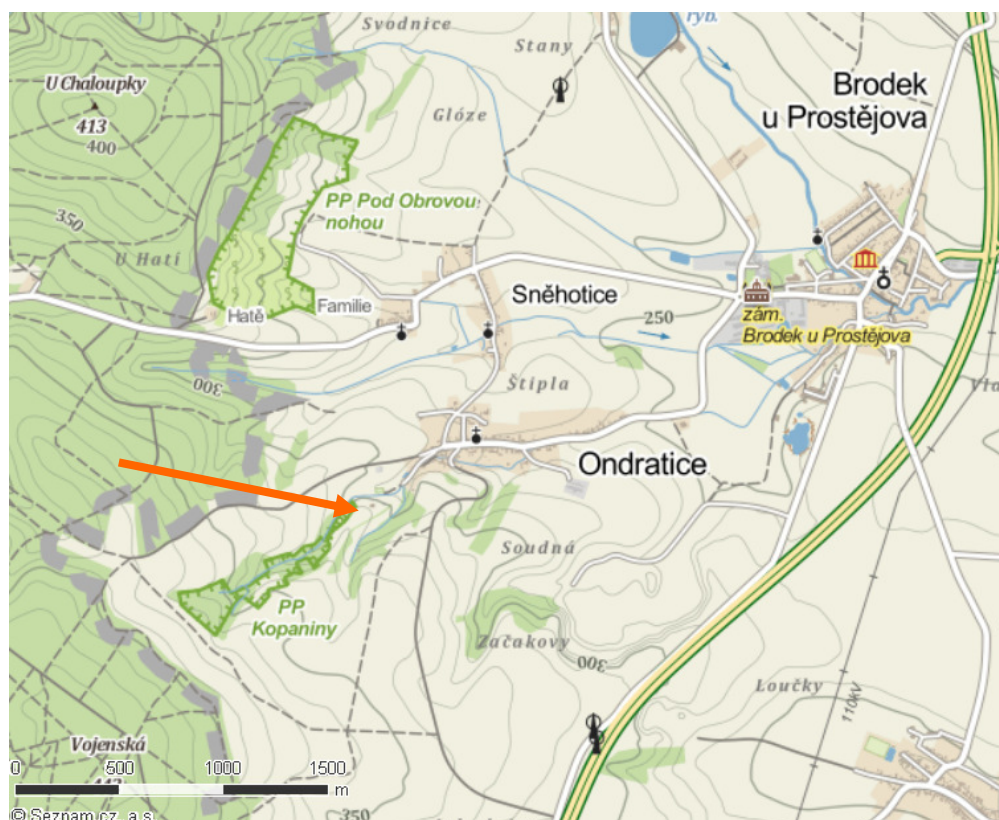 Svodnice
ryb.
Stany
U Chaloupky
413
400
Glóze
Brodek
u Prostějova
PP Pod Obrovou
nohou
350
U Hatí
Sněhotice
Hatě
Familie
250
zám.
Brodek u Prostějova
300
Štipla
Vla
Ondratice
Soudná
PP
Kopaniny
Začakovy
300
Loučky
110kV
Vojenská
443
0 500 1000 1500
m
350
© Seznam.cz, a.s.